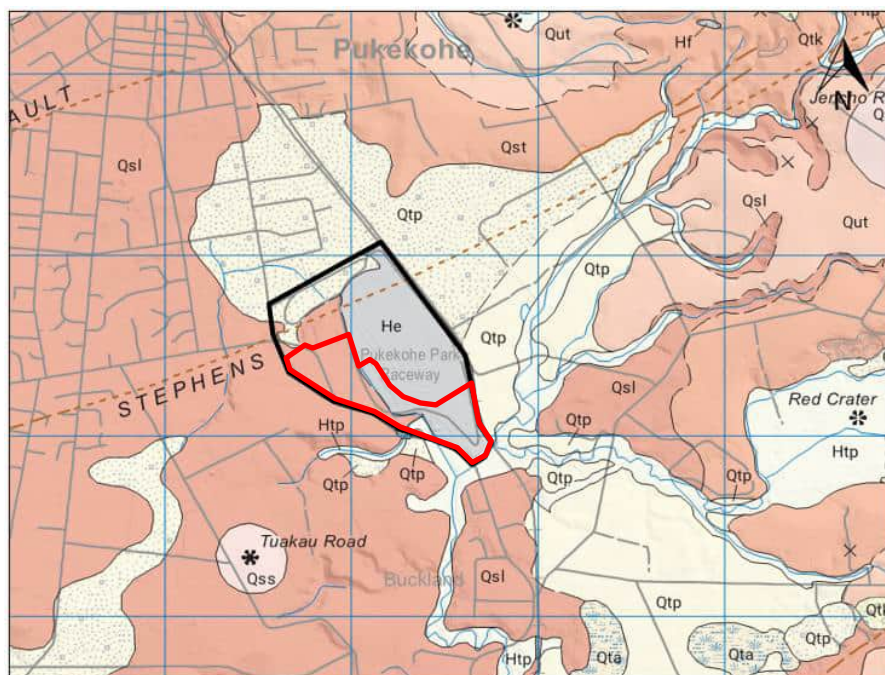 Pukekohe
Qut
Hf
Qtk
Htp
Jericho R
N
Q
AULT
Qsl
Qst
Qtp
Qsl
Qut
Qtp
He
Qtp
Pukekohe Park
Raceway
STEPHENS
Qsl
Red Crater
Htp
Qtp
Htp
Qtp
Qtp
Qtp
Qtp
Tuakau Road
Qss
Buckland
Qsl
Qtp
Qtp
Htp
Qta
Qta